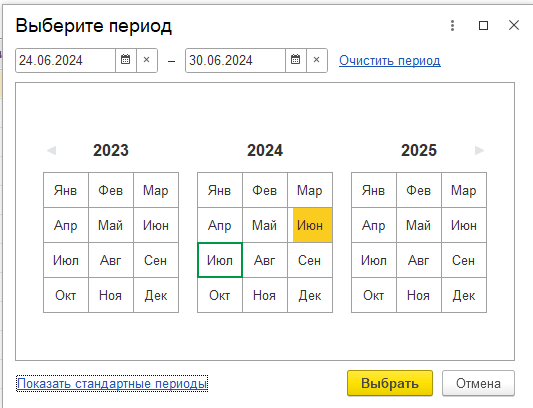 Выберите период
24.06.2024 – 30.06.2024 Очистить период
2023 2024 2025
Янв Фев Мар Янв Фев Мар Янв Фев Мар
Апр Май Июн Апр Май Июн Апр Май Июн
Июл Авг Сен Июл Авг Сен Июл Авг Сен
Окт Ноя Дек Окт Ноя Дек Окт Ноя Дек
Показать стандартные периоды Выбрать Отмена